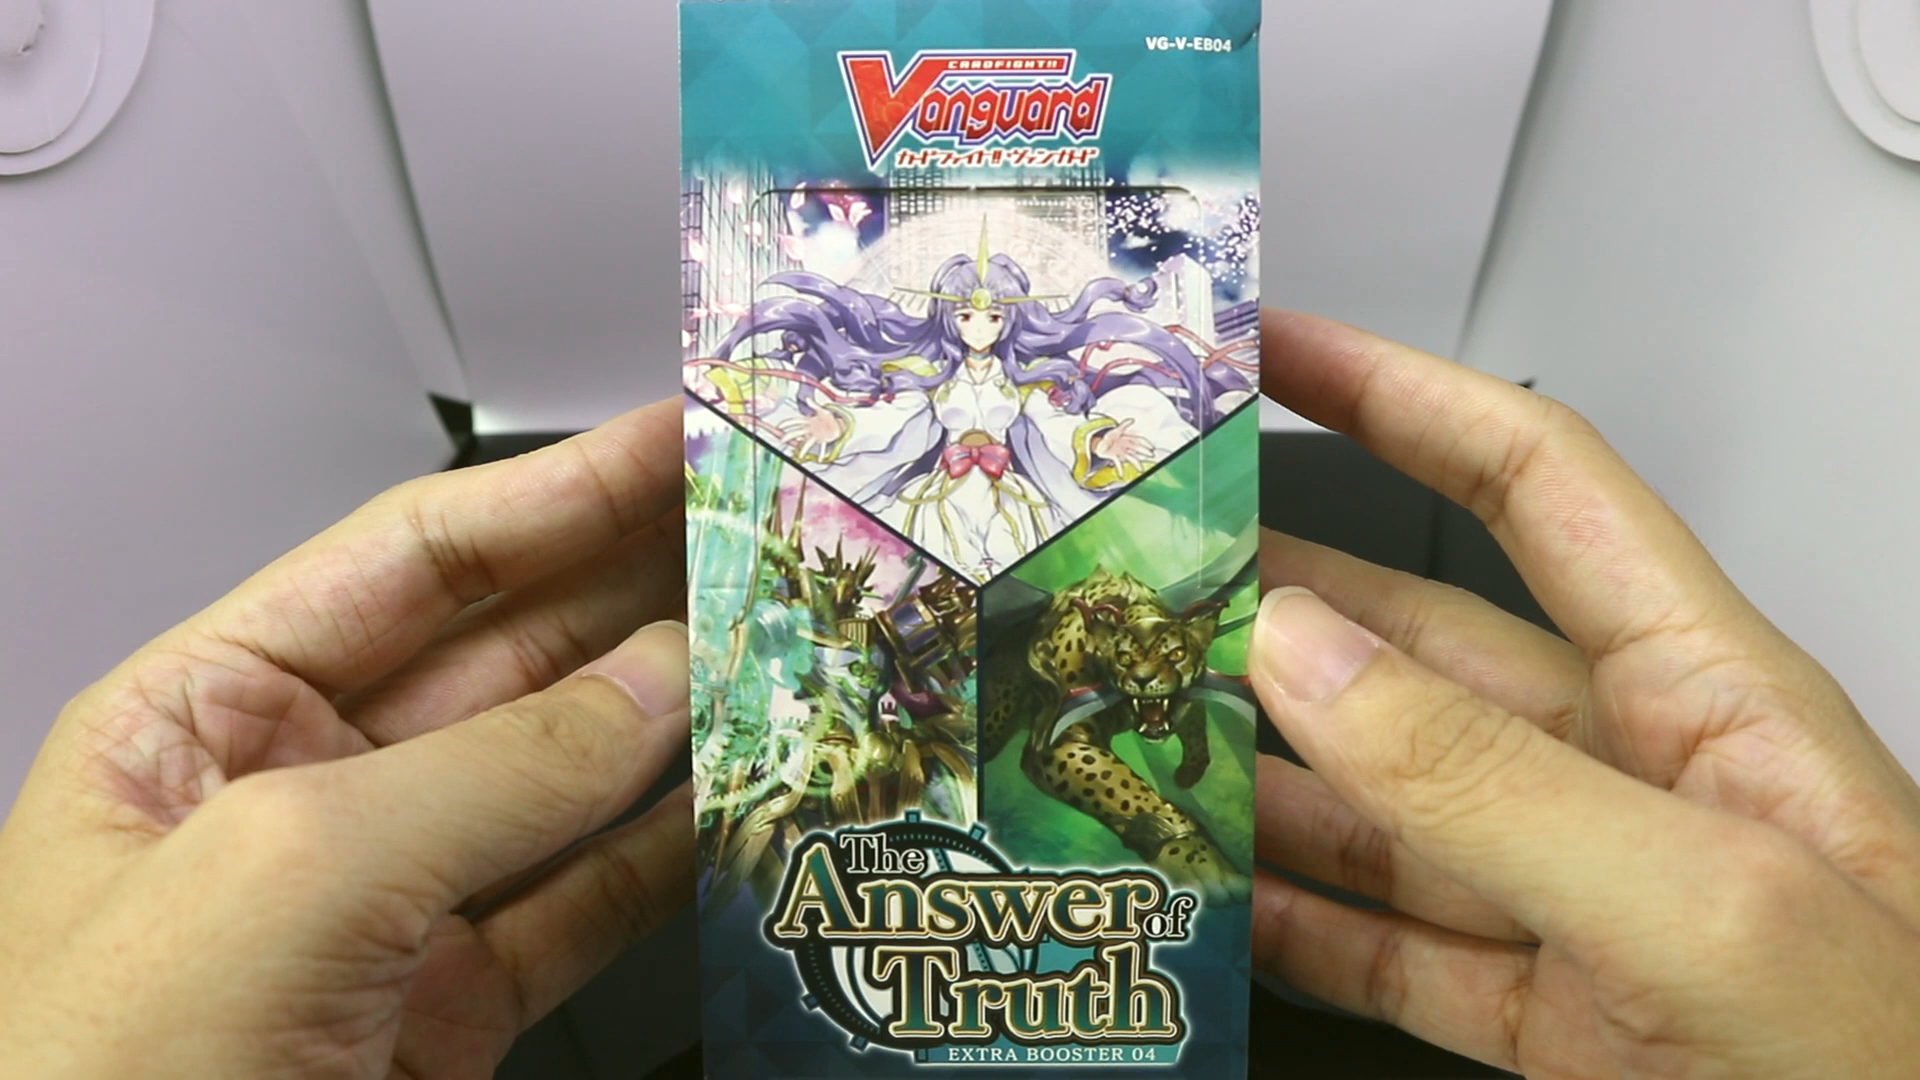 VG-V-EB04
CARDFIGHT!!
Vanguard
カードファイト!! ヴァンガード
The
Answer of
Truth
EXTRA BOOSTER 04